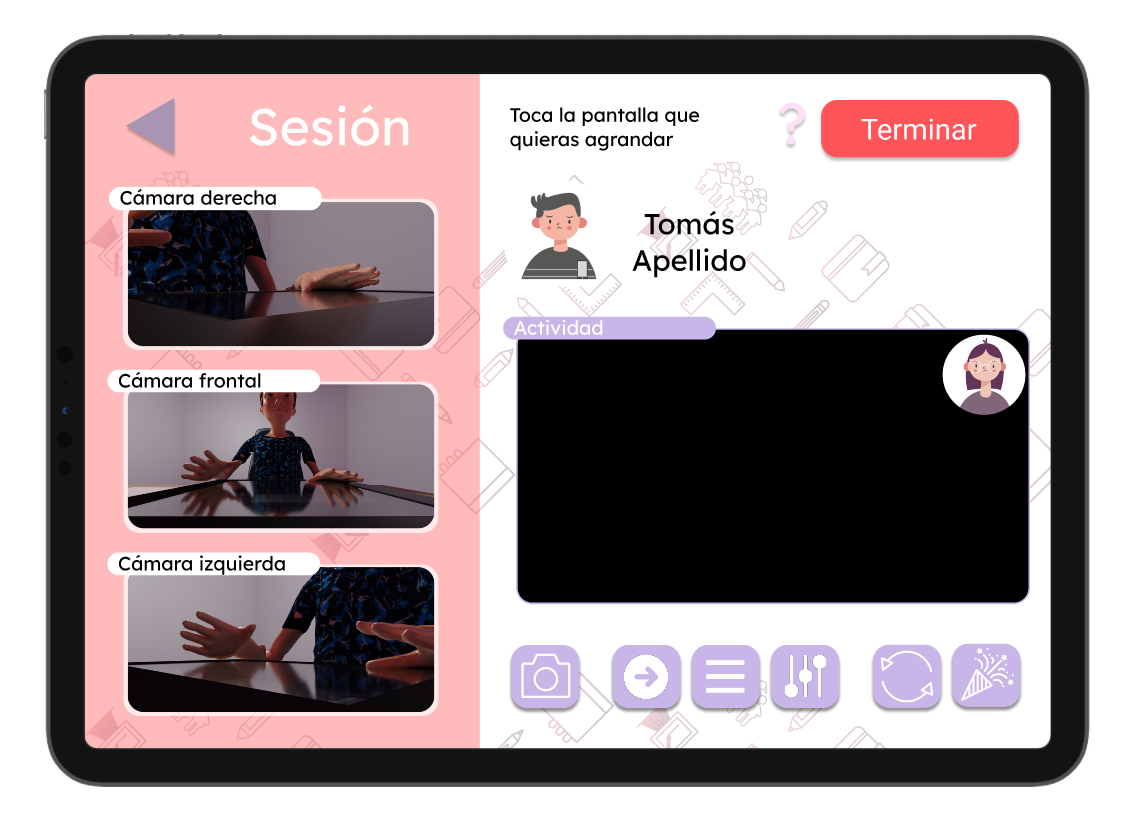 Sesión
Cámara derecha
Cámara frontal
Cámara izquierda
Toca la pantalla que
quieras agrandar
?
Terminar
Tomás
Apellido
Actividad